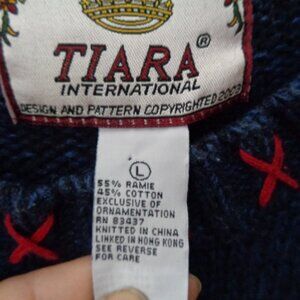 TIARA®
INTERNATIONAL
DESIGN AND PATTERN COPYRIGHTED 2003
L
55% RAMIE
45% COTTON
EXCLUSIVE OF
ORNAMENTATION
RN 83437
KNITTED IN CHINA
LINKED IN HONG KONG
SEE REVERSE
FOR CARE